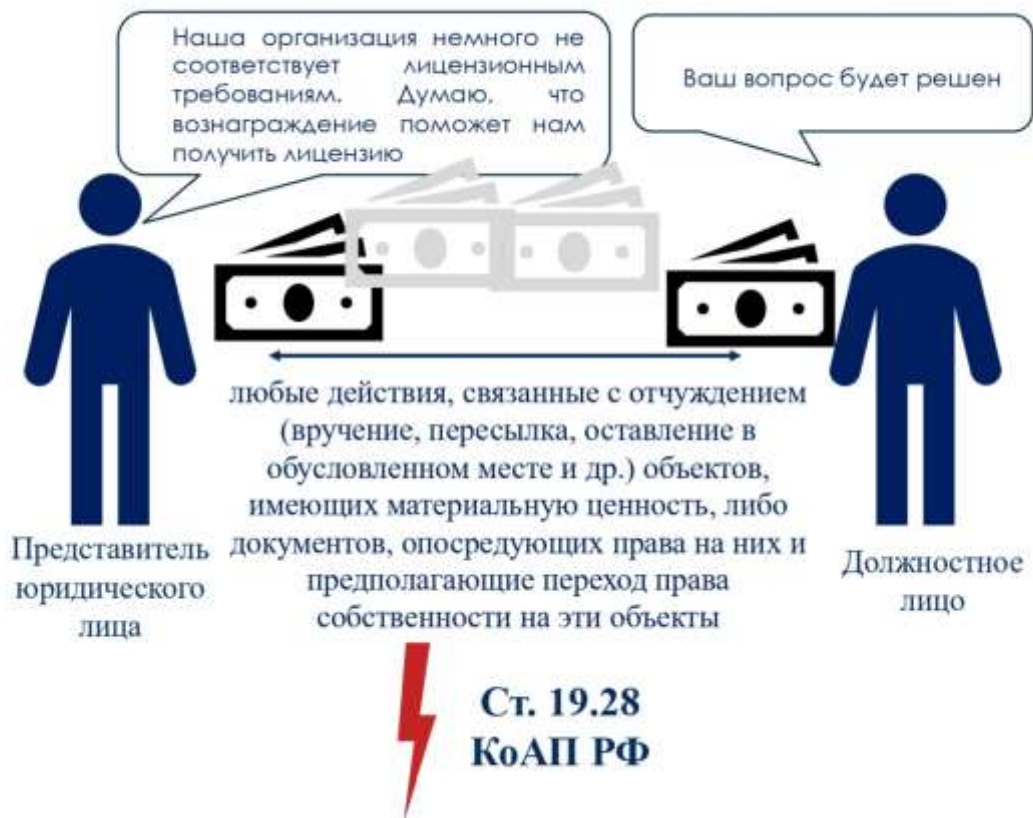 Наша организация немного не
соответствует лицензионным
требованиям. Думаю, что
вознаграждение поможет нам
получить лицензию
Ваш вопрос будет решен
любые действия, связанные с отчуждением
(вручение, пересылка, оставление в
обусловленном месте и др.) объектов,
имеющих материальную ценность, либо
документов, опосредующих права на них и
предполагающие переход права
собственности на эти объекты
Представитель
юридического
лица
Должностное
лицо
Ст. 19.28
КоАП РФ